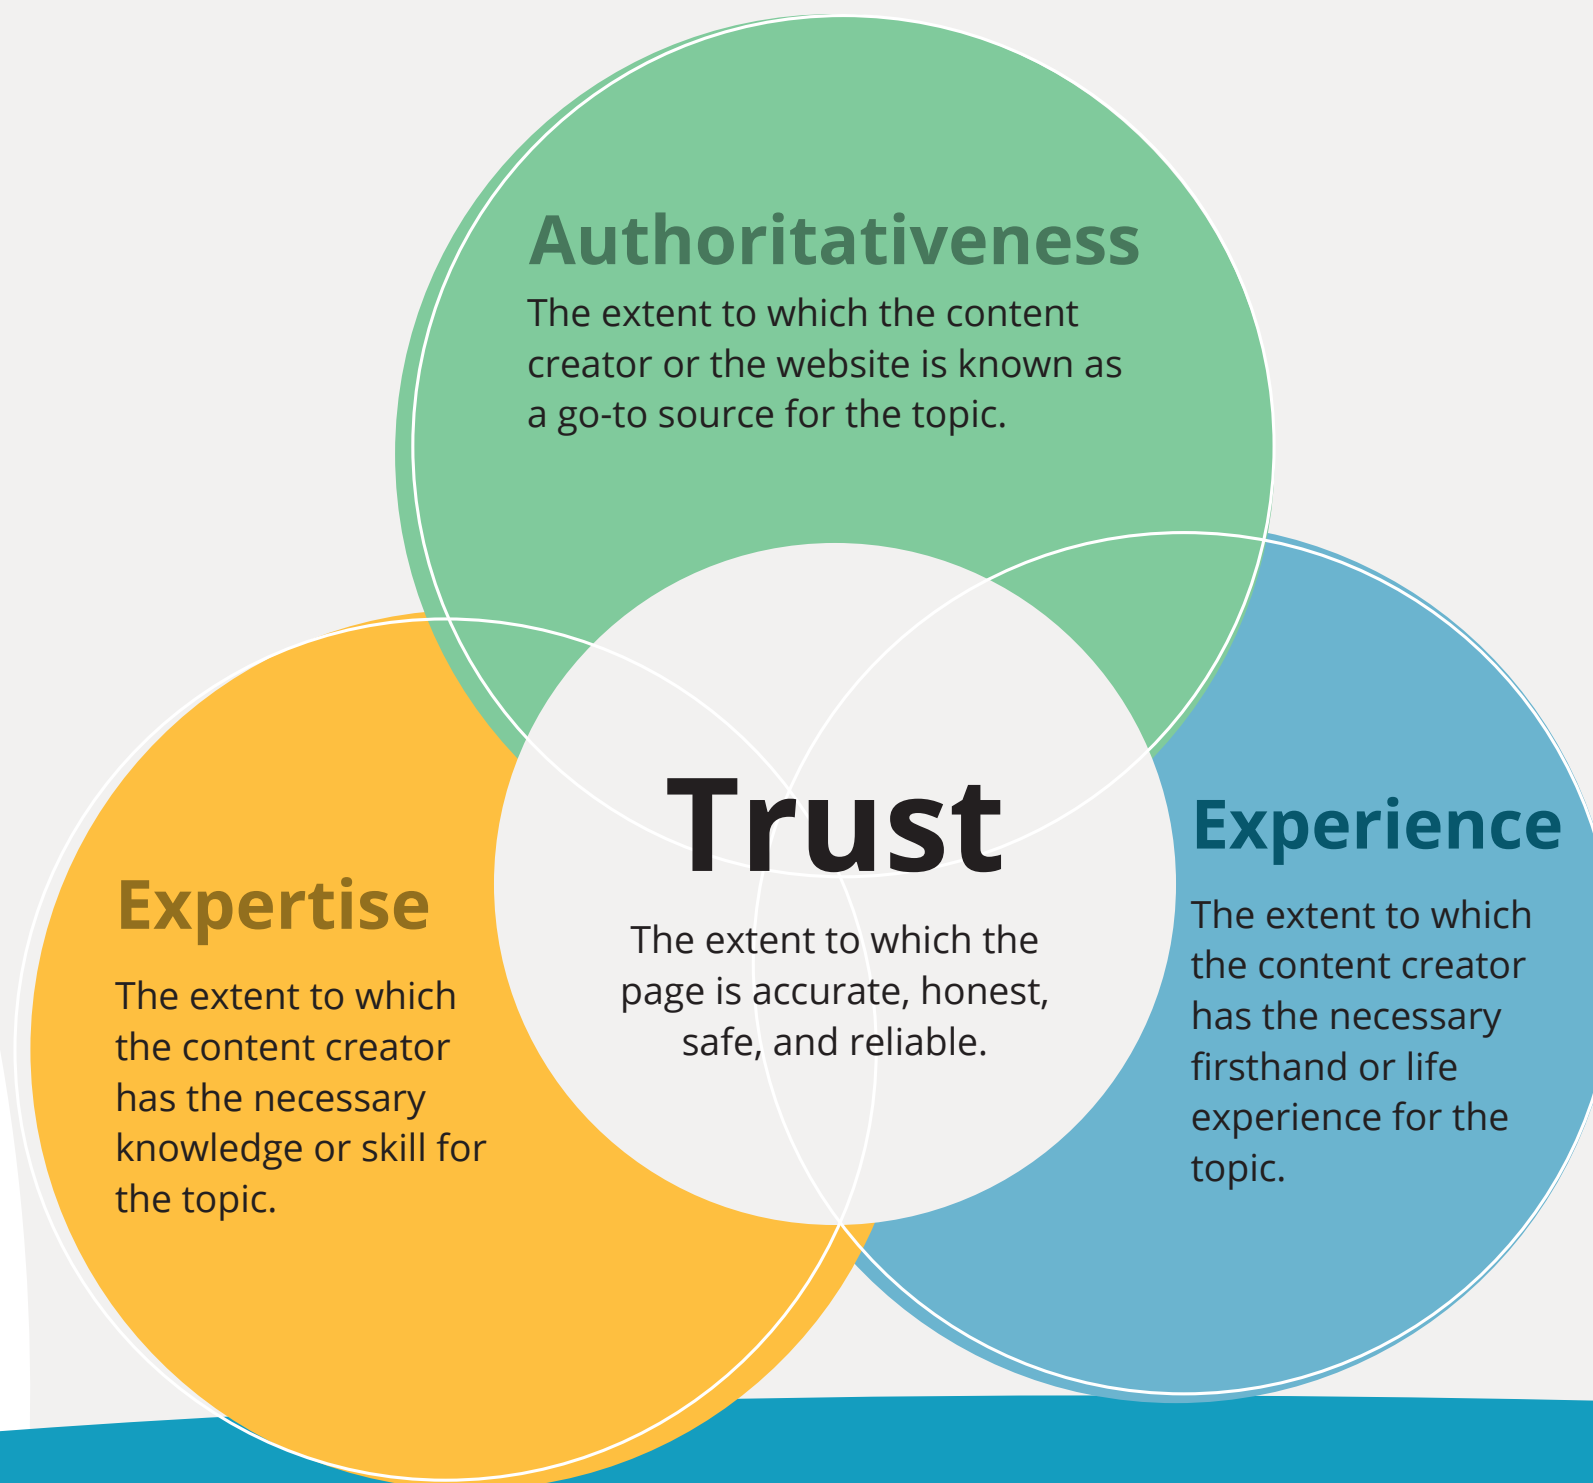 Authoritativeness
The extent to which the content
creator or the website is known as
a go-to source for the topic.
Trust
The extent to which the
page is accurate, honest,
safe, and reliable.
Experience
The extent to which
the content creator
has the necessary
firsthand or life
experience for the
topic.
Expertise
The extent to which
the content creator
has the necessary
knowledge or skill for
the topic.